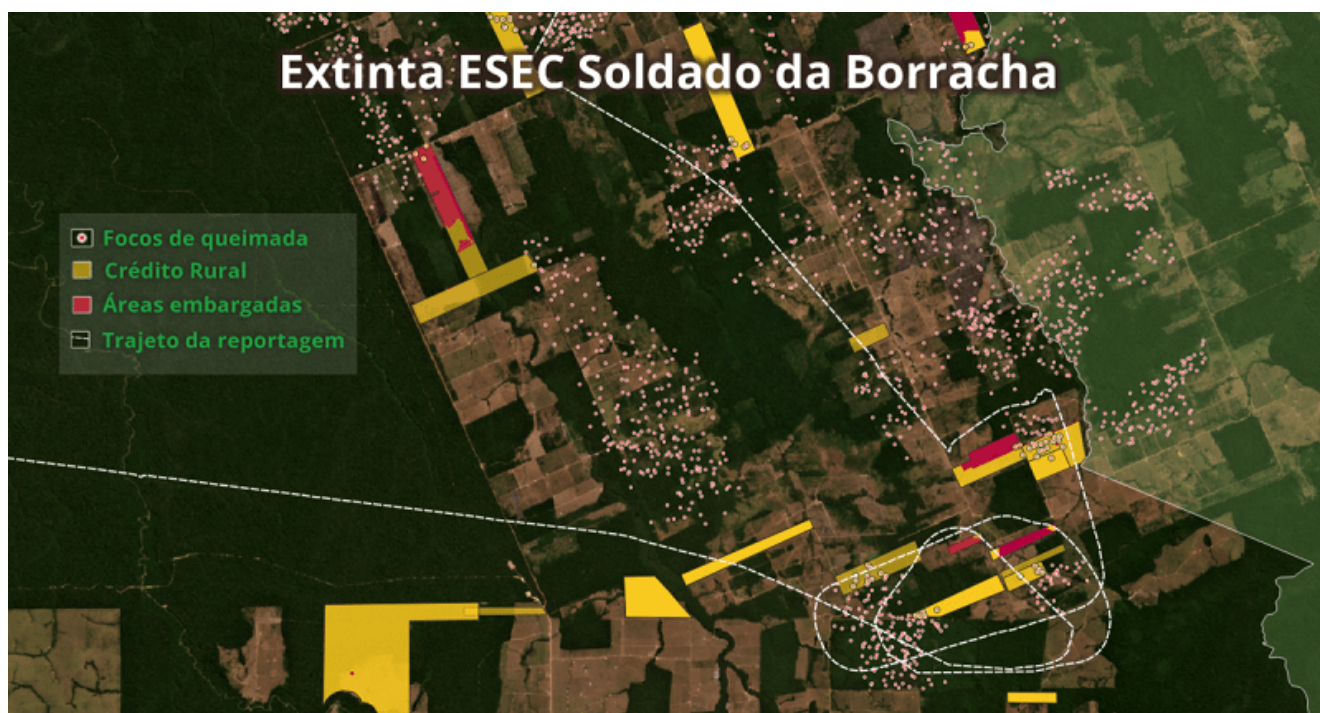 Extinta ESEC Soldado da Borracha
Focos de queimada
Crédito Rural
Áreas embargadas
Trajeto da reportagem